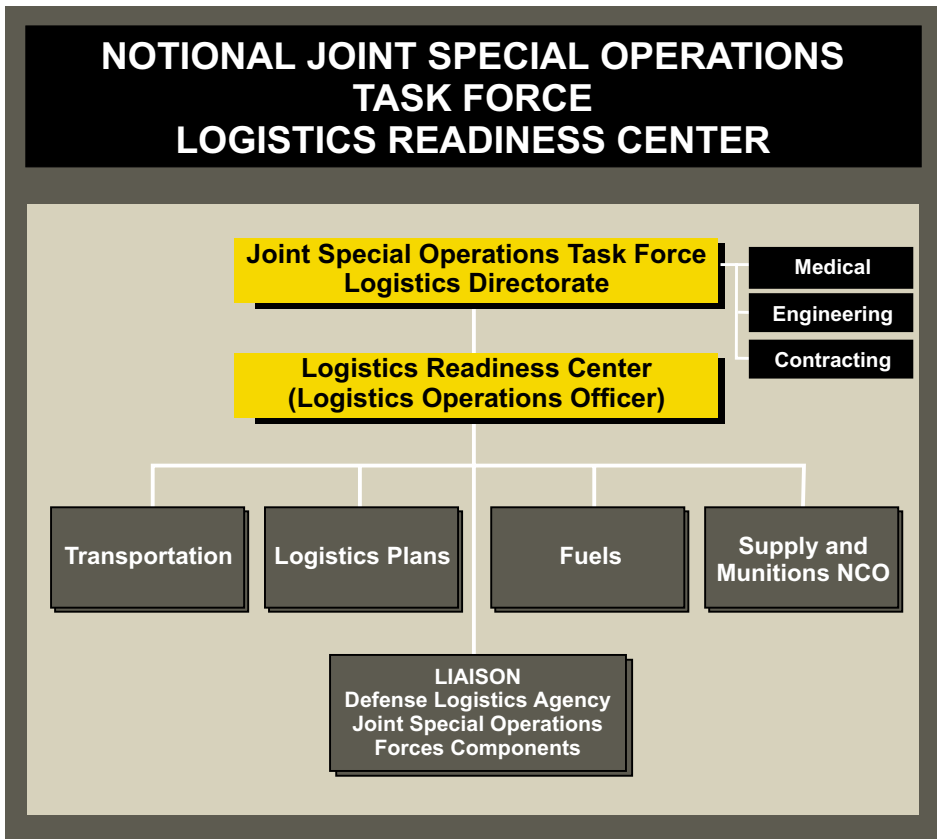 NOTIONAL JOINT SPECIAL OPERATIONS
TASK FORCE
LOGISTICS READINESS CENTER
Joint Special Operations Task Force
Logistics Directorate
Medical
Engineering
Contracting
Logistics Readiness Center
(Logistics Operations Officer)
Transportation
Logistics Plans
Fuels
Supply and
Munitions NCO
LIAISON
Defense Logistics Agency
Joint Special Operations
Forces Components